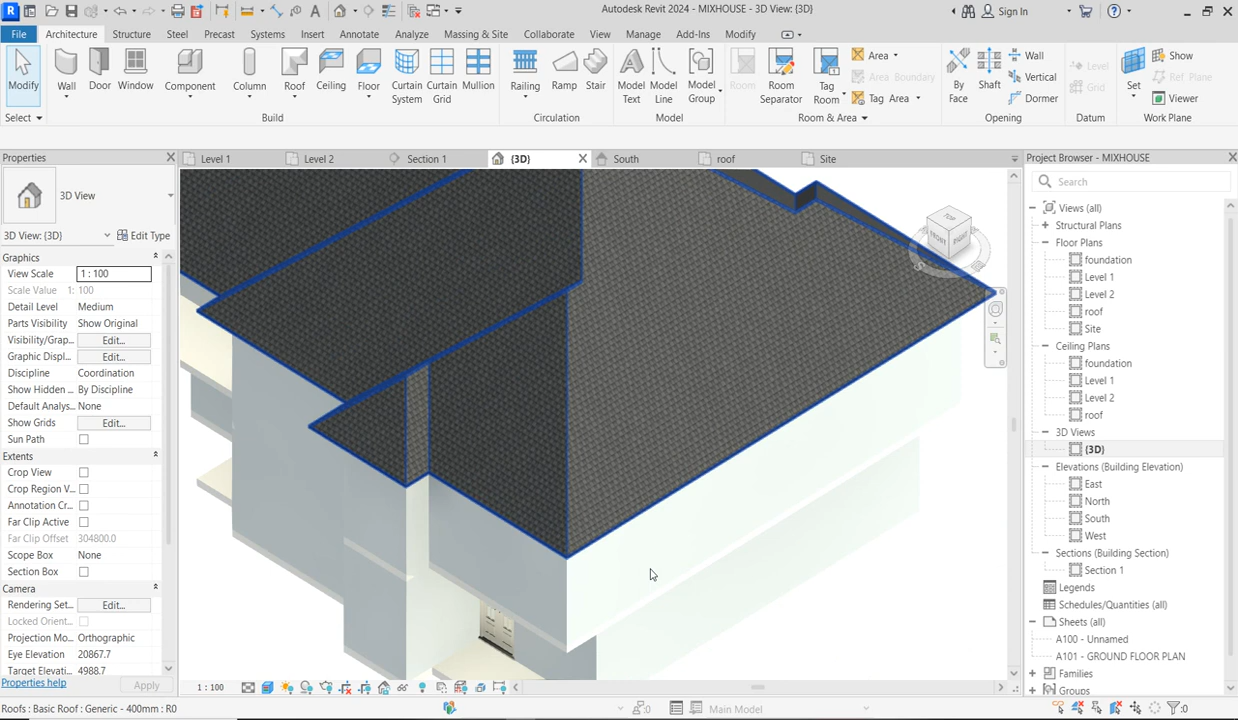 Autodesk Revit 2024 - MIXHOUSE - 3D View: {3D}
Sign In
File Architecture Structure Steel Precast Systems Insert Annotate Analyze Massing & Site Collaborate View Manage Add-Ins Modify
Modify Wall Door Window Component Column Roof Ceiling Floor Curtain System Curtain Grid Mullion Railing Ramp Stair Model Text Model Line Model Group Room Room Separator Tag Room Area Area Boundary Tag Area By Face Shaft Wall Vertical Dormer Level Grid Set Show Ref Plane Viewer
Select Build Circulation Model Room & Area Opening Datum Work Plane
Properties
3D View
3D View: {3D} Edit Type
Graphics
View Scale 1 : 100
Scale Value 1: 100
Detail Level Medium
Parts Visibility Show Original
Visibility/Grap... Edit...
Graphic Displ... Edit...
Discipline Coordination
Show Hidden ... By Discipline
Default Analys... None
Show Grids Edit...
Sun Path
Extents
Crop View
Crop Region V...
Annotation Cr...
Far Clip Active
Far Clip Offset 304800.0
Scope Box None
Section Box
Camera
Rendering Set... Edit...
Locked Orient...
Projection Mo... Orthographic
Eye Elevation 20867.7
Target Elevat... 4988.7
Properties help Apply
Level 1 Level 2 Section 1 {3D} South roof Site
TOP
FRONT RIGHT
S
1 : 100
Project Browser - MIXHOUSE
Search
Views (all)
Structural Plans
Floor Plans
foundation
Level 1
Level 2
roof
Site
Ceiling Plans
foundation
Level 1
Level 2
roof
3D Views
{3D}
Elevations (Building Elevation)
East
North
South
West
Sections (Building Section)
Section 1
Legends
Schedules/Quantities (all)
Sheets (all)
A100 - Unnamed
A101 - GROUND FLOOR PLAN
Families
Groups
Roofs : Basic Roof : Generic - 400mm : R0 :0 Main Model :0